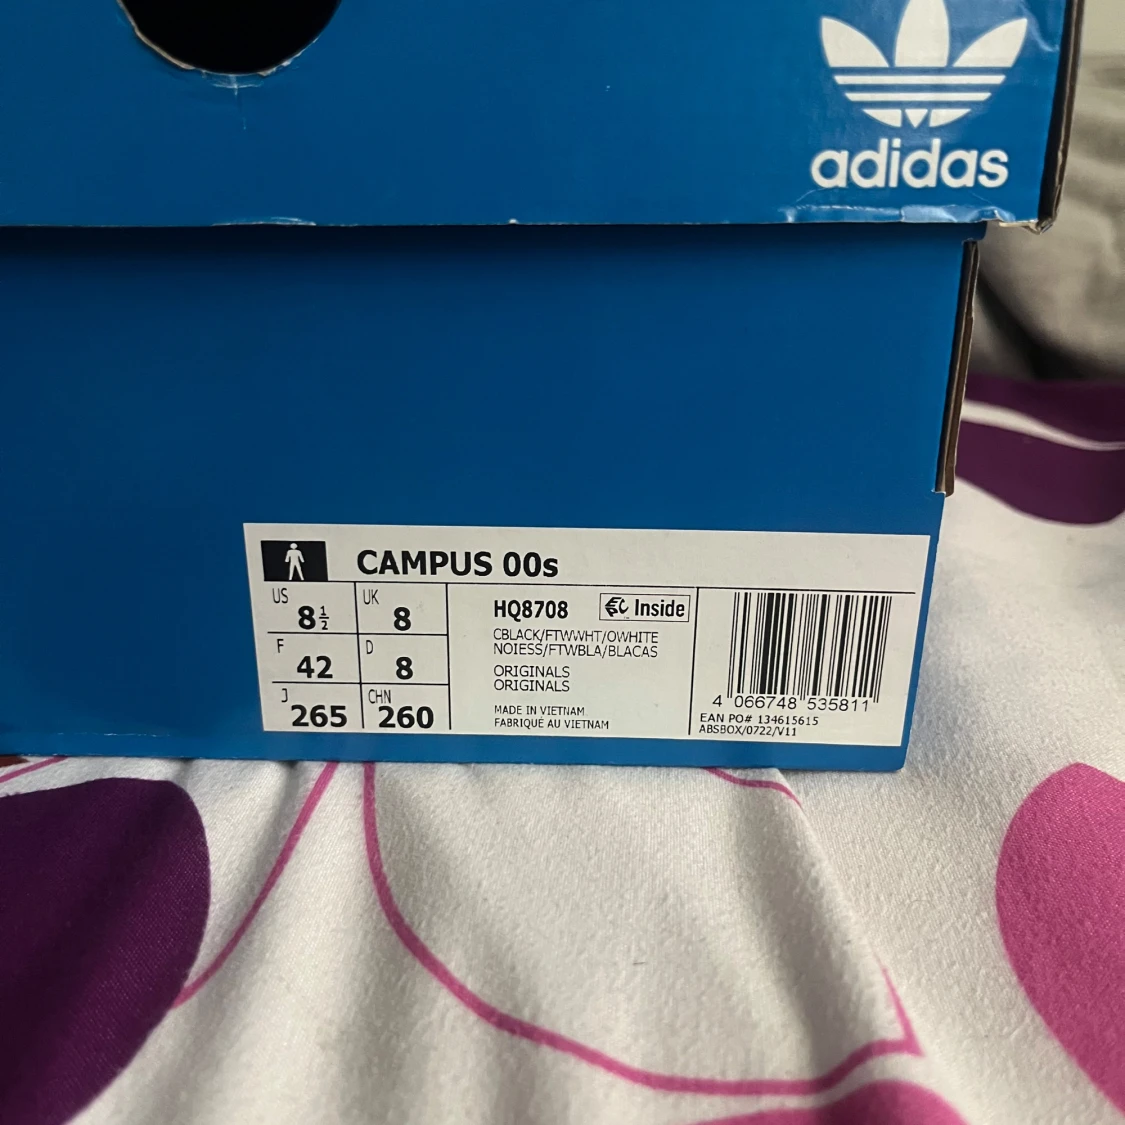 adidas
CAMPUS 00s
US 8½
UK 8
F 42
D 8
J 265
CHN 260
HQ8708
EC Inside
CBLACK/FTWWHT/OWHITE
NOIESS/FTWBLA/BLACAS
ORIGINALS
ORIGINALS
MADE IN VIETNAM
FABRIQUÉ AU VIETNAM
4 066748 535811
EAN PO# 134615615
ABSBOX/0722/V11